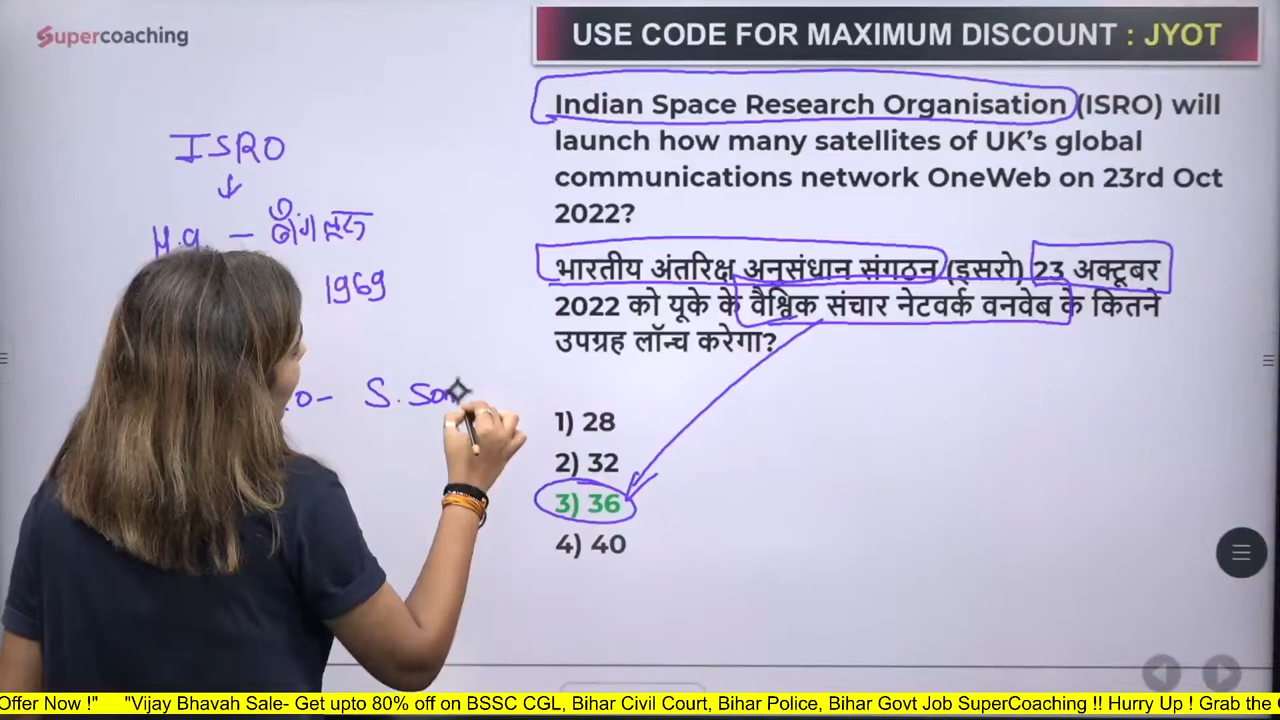 Supercoaching
USE CODE FOR MAXIMUM DISCOUNT : JYOT
Indian Space Research Organisation (ISRO) will
launch how many satellites of UK's global
communications network OneWeb on 23rd Oct
2022?
भारतीय अंतरिक्ष अनुसंधान संगठन (इसरो) 23 अक्टूबर
2022 को यूके के वैश्विक संचार नेटवर्क वनवेब के कितने
उपग्रह लॉन्च करेगा?
1) 28
2) 32
3) 36
4) 40
ISRO
H.q –
1969
S. Som
Offer Now !" "Vijay Bhavah Sale- Get upto 80% off on BSSC CGL, Bihar Civil Court, Bihar Police, Bihar Govt Job SuperCoaching !! Hurry Up ! Grab the